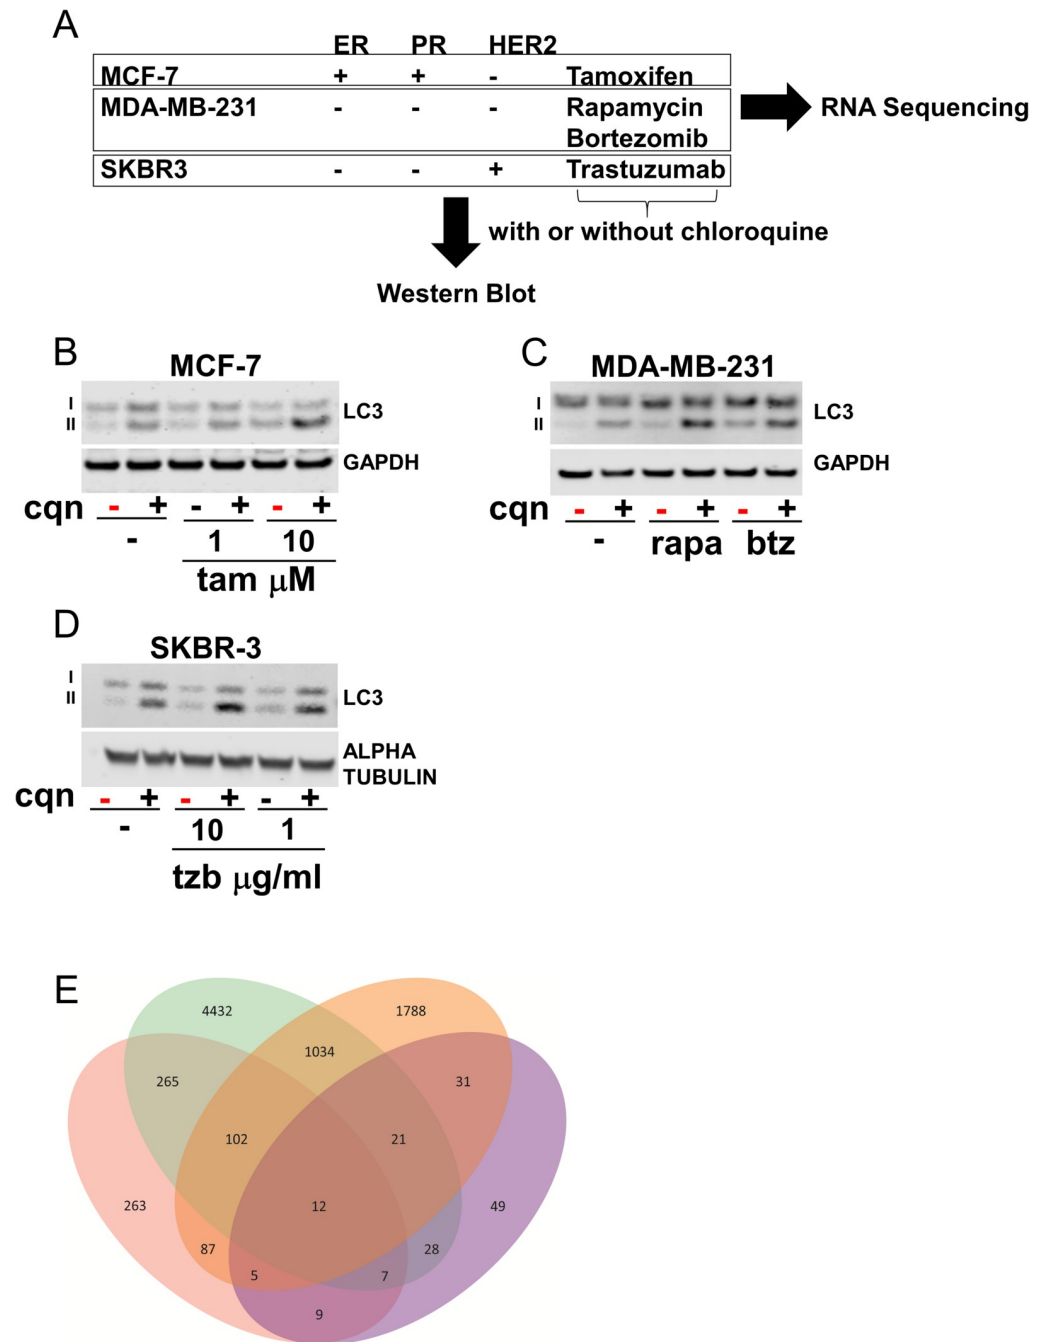 A
ER PR HER2
MCF-7 + + - Tamoxifen
MDA-MB-231 - - - Rapamycin
Bortezomib
SKBR3 - - + Trastuzumab
RNA Sequencing
with or without chloroquine
Western Blot
B
MCF-7
I
II
LC3
GAPDH
cqn - + - + - +
- 1 10
tam μM
C
MDA-MB-231
I
II
LC3
GAPDH
cqn - + - + - +
- rapa btz
D
SKBR-3
I
II
LC3
ALPHA
TUBULIN
cqn - + - + - +
- 10 1
tzb μg/ml
E
4432 1788
1034
265 31
102 21
263 12 49
87 28
5 7
9